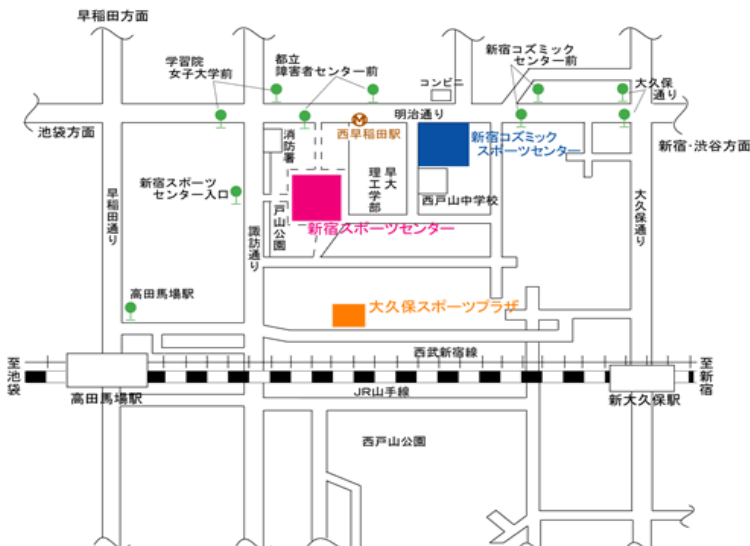 早稲田方面
学習院
女子大学前
都立
障害者センター前
コンビニ
新宿コズミック
センター前
大久保
通り
池袋方面
明治通り
西早稲田駅
消防署
新宿コズミック
スポーツセンター
新宿・渋谷方面
早稲田通り
新宿スポーツ
センター入口
戸山公園
早大
理工学部
西戸山中学校
大久保通り
諏訪通り
新宿スポーツセンター
高田馬場駅
大久保スポーツプラザ
西武新宿線
至池袋
至新宿
高田馬場駅
JR山手線
新大久保駅
西戸山公園